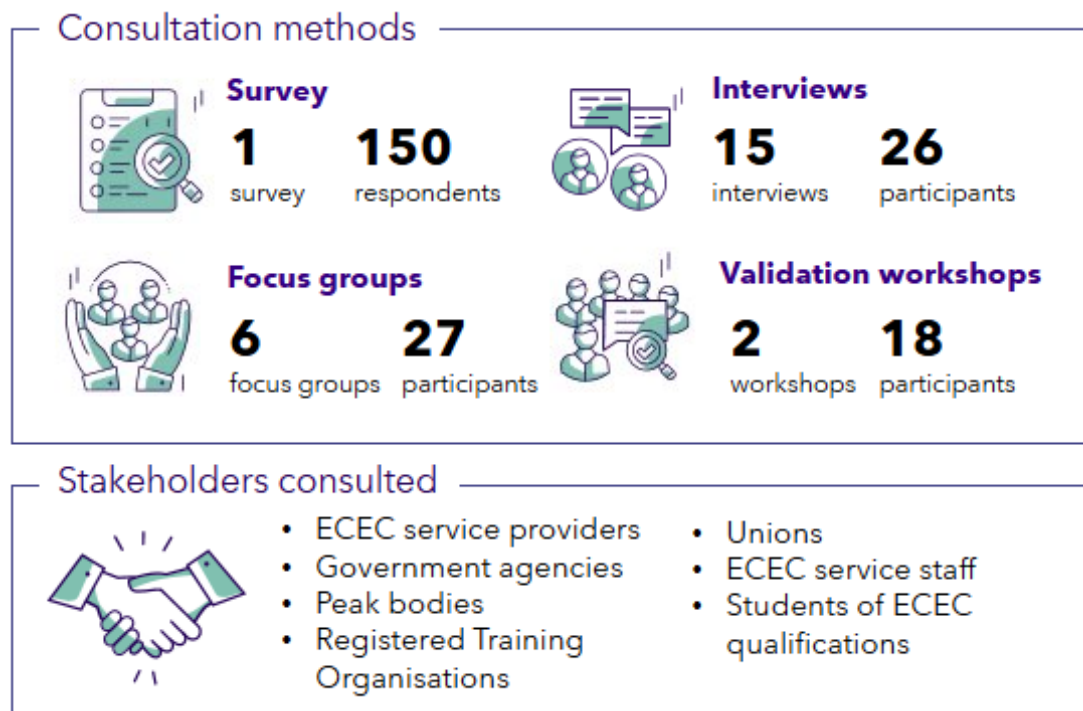 Consultation methods
Survey
1 150
survey respondents
Interviews
15 26
interviews participants
Focus groups
6 27
focus groups participants
Validation workshops
2 18
workshops participants
Stakeholders consulted
• ECEC service providers
• Government agencies
• Peak bodies
• Registered Training
Organisations
• Unions
• ECEC service staff
• Students of ECEC
qualifications